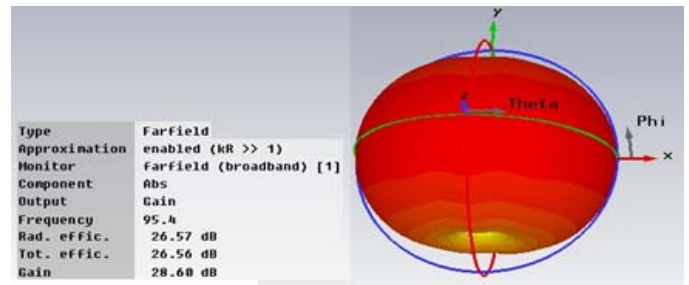 Type Farfield
Approximation enabled (kR >> 1)
Monitor farfield (broadband) [1]
Component Abs
Output Gain
Frequency 95.4
Rad. effic. 26.57 dB
Tot. effic. 26.56 dB
Gain 28.60 dB
y
z
Theta
Phi
x